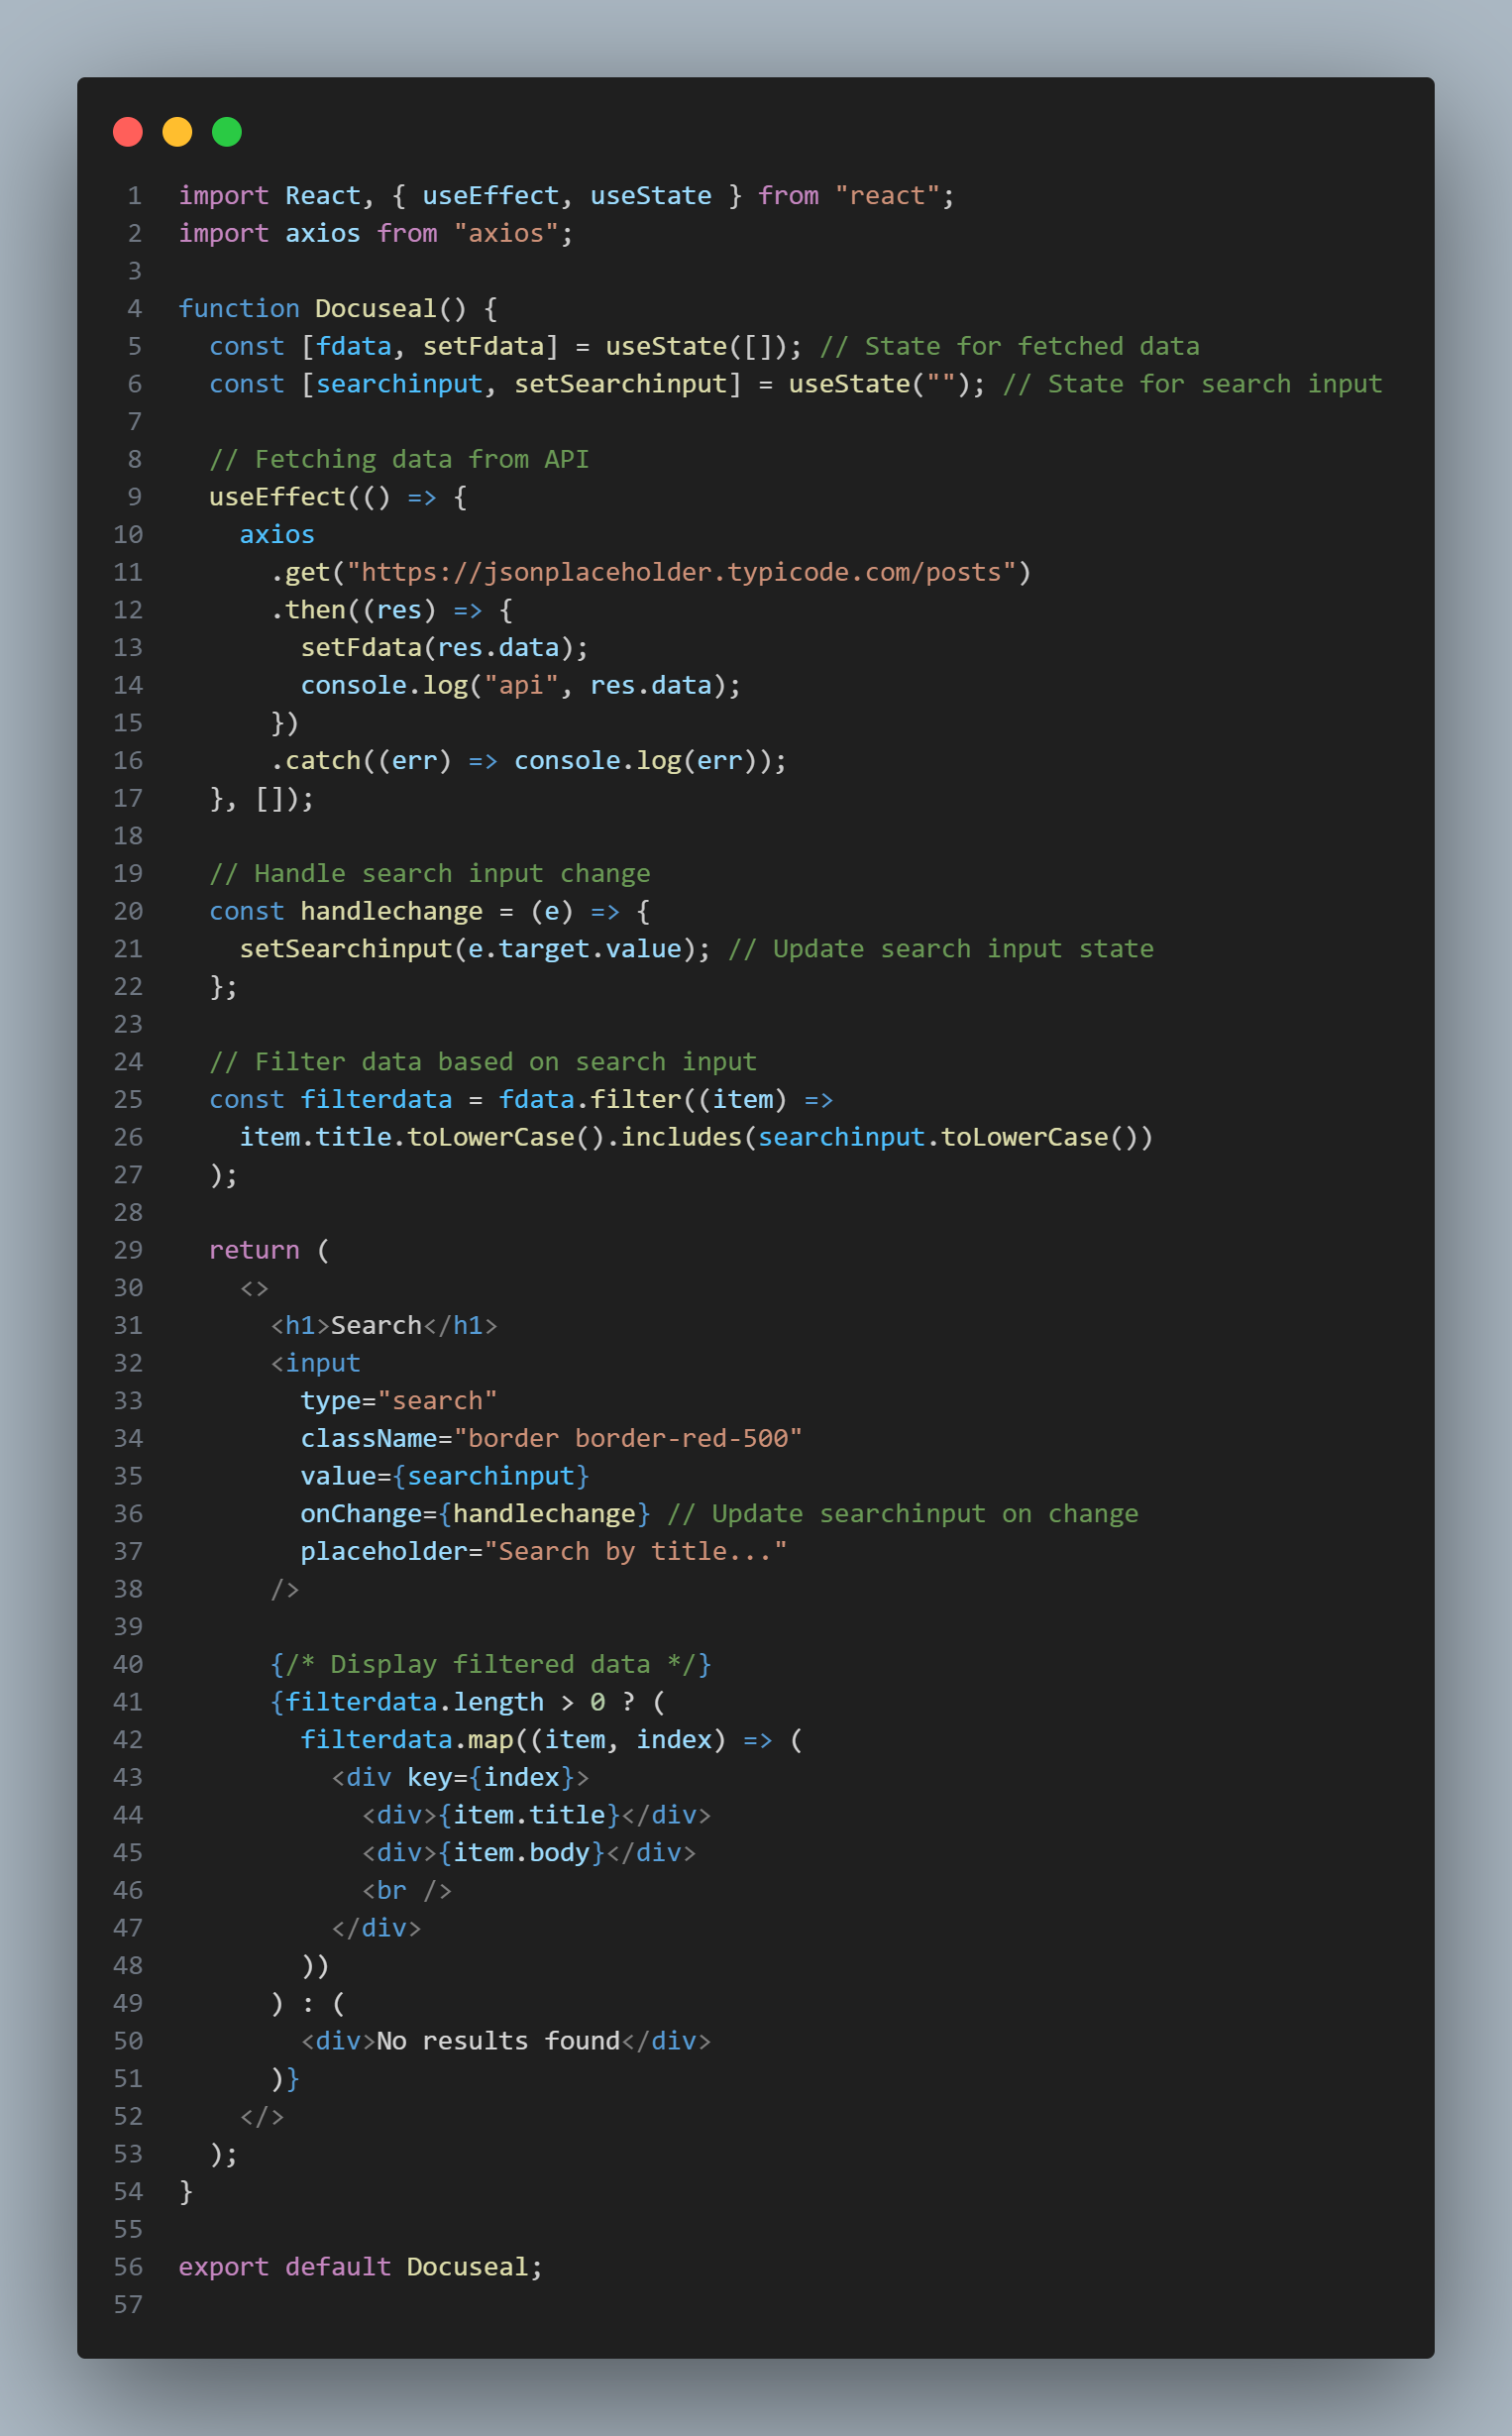 1 import React, { useEffect, useState } from "react";
2 import axios from "axios";
3
4 function Docuseal() {
5   const [fdata, setFdata] = useState([]); // State for fetched data
6   const [searchinput, setSearchinput] = useState(""); // State for search input
7
8   // Fetching data from API
9   useEffect(() => {
10     axios
11       .get("https://jsonplaceholder.typicode.com/posts")
12       .then((res) => {
13         setFdata(res.data);
14         console.log("api", res.data);
15       })
16       .catch((err) => console.log(err));
17   }, []);
18
19   // Handle search input change
20   const handlechange = (e) => {
21     setSearchinput(e.target.value); // Update search input state
22   };
23
24   // Filter data based on search input
25   const filterdata = fdata.filter((item) =>
26     item.title.toLowerCase().includes(searchinput.toLowerCase())
27   );
28
29   return (
30     <>
31       <h1>Search</h1>
32       <input
33         type="search"
34         className="border border-red-500"
35         value={searchinput}
36         onChange={handlechange} // Update searchinput on change
37         placeholder="Search by title..."
38       />
39
40       {/* Display filtered data */}
41       {filterdata.length > 0 ? (
42         filterdata.map((item, index) => (
43           <div key={index}>
44             <div>{item.title}</div>
45             <div>{item.body}</div>
46             <br />
47           </div>
48         ))
49       ) : (
50         <div>No results found</div>
51       )}
52     </>
53   );
54 }
55
56 export default Docuseal;
57